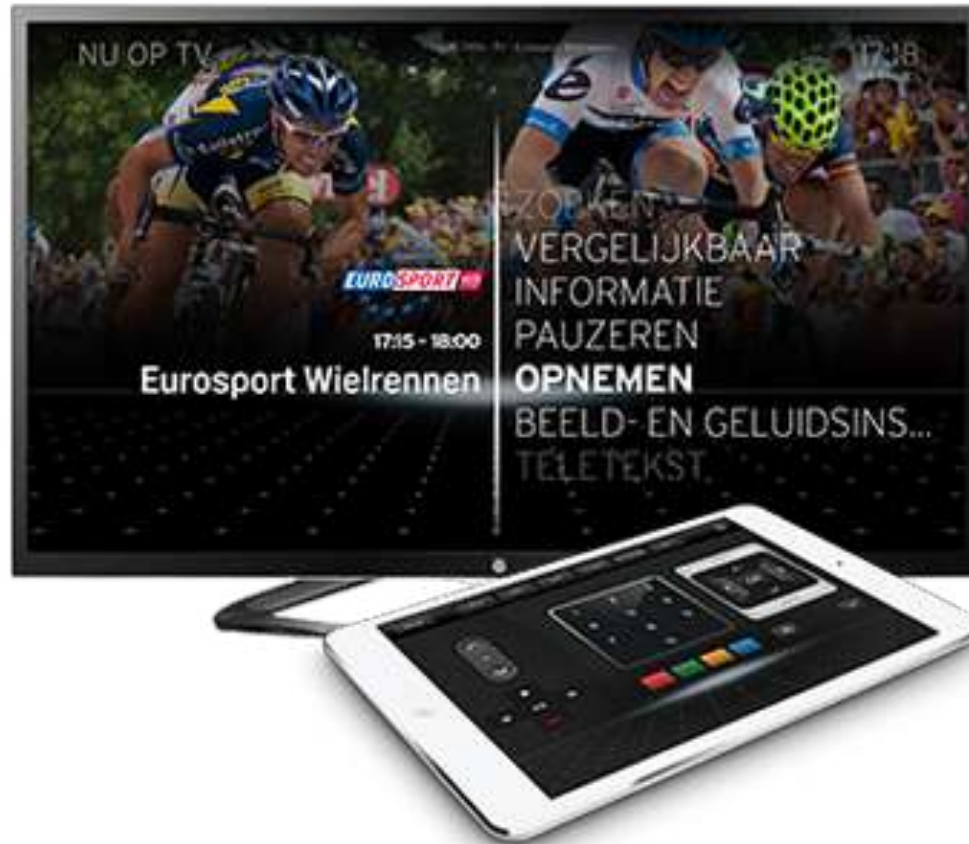 NU OP TV
17:18
EUROSPORT HD
17:15 - 18:00
Eurosport Wielrennen
ZOEKEN
VERGELIJKBAAR
INFORMATIE
PAUZEREN
OPNEMEN
BEELD- EN GELUIDSINS...
TELETEKST